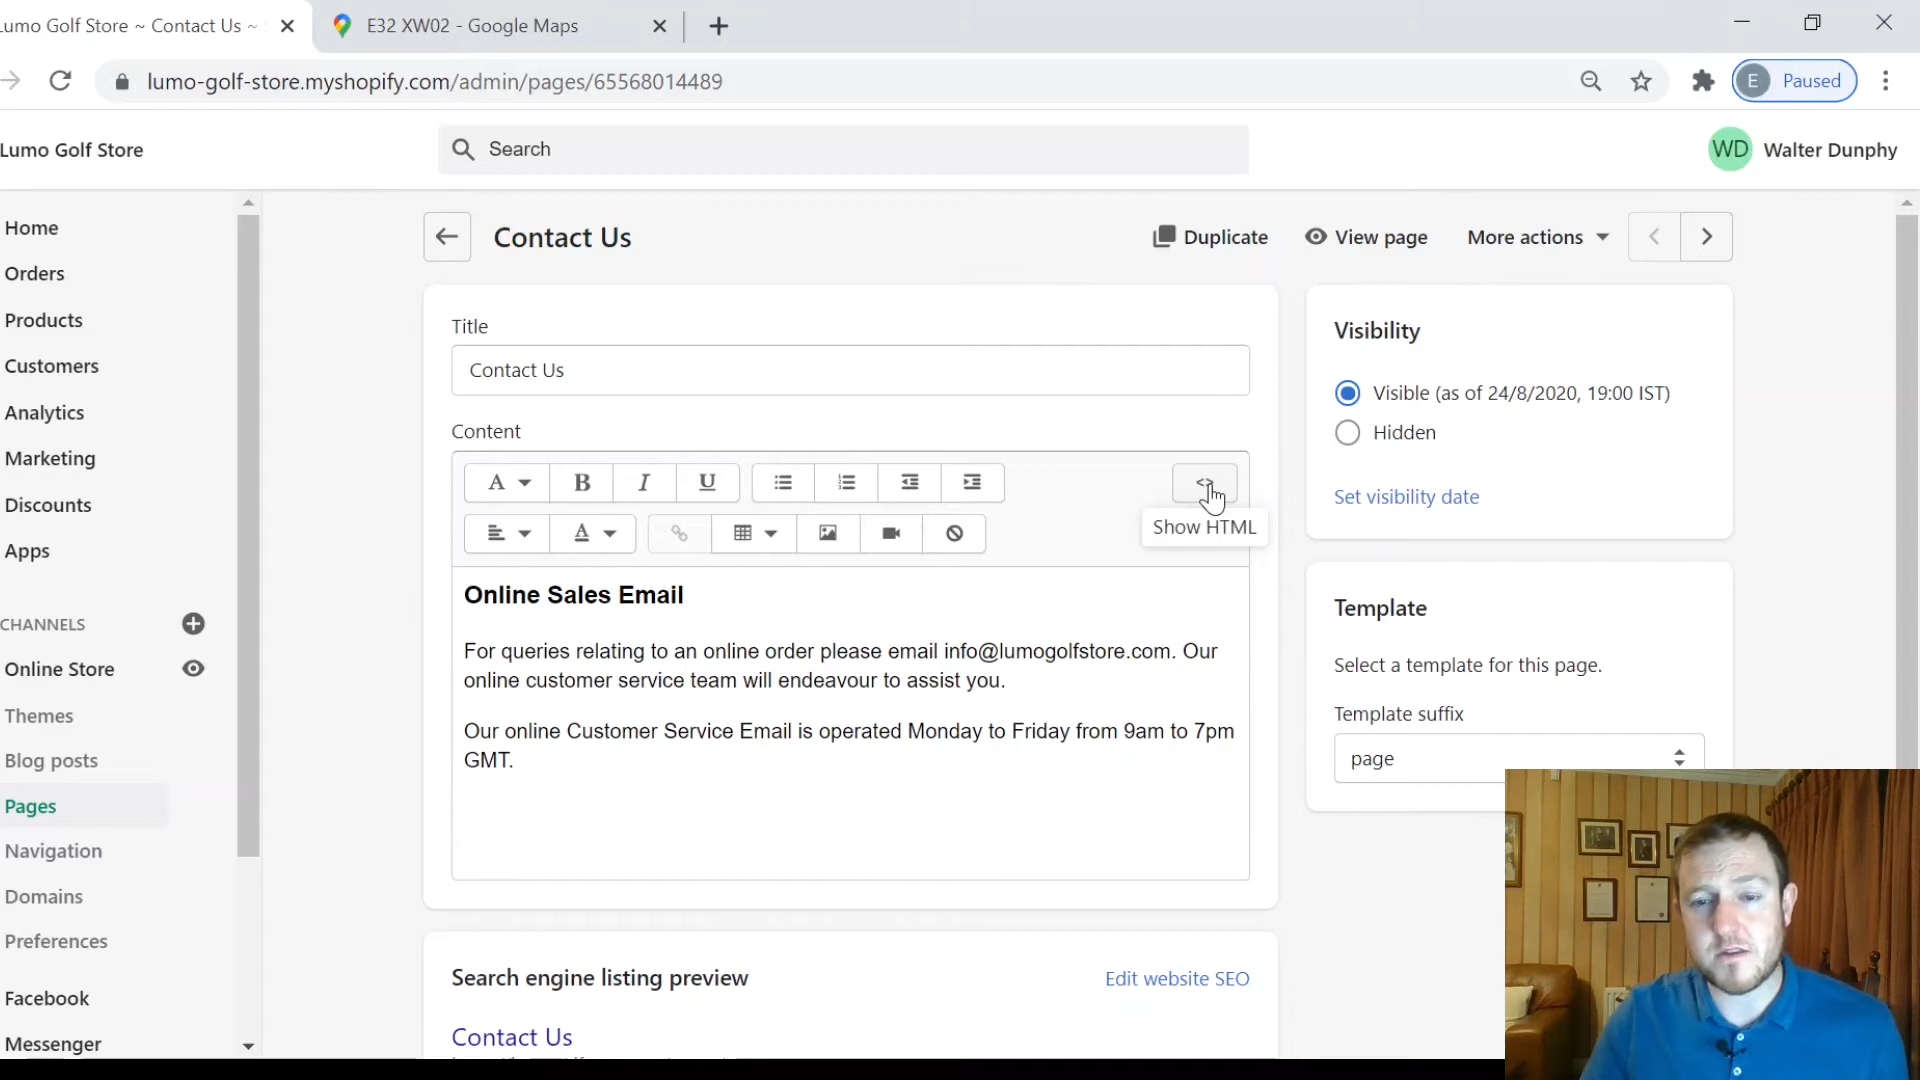 Lumo Golf Store ~ Contact Us ~
E32 XW02 - Google Maps
lumo-golf-store.myshopify.com/admin/pages/65568014489
E
Paused
Lumo Golf Store
Search
WD
Walter Dunphy
Home
Orders
Products
Customers
Analytics
Marketing
Discounts
Apps
CHANNELS
Online Store
Themes
Blog posts
Pages
Navigation
Domains
Preferences
Facebook
Messenger
Contact Us
Duplicate
View page
More actions
Title
Contact Us
Content
A B I U
A
<>
Show HTML
Online Sales Email
For queries relating to an online order please email info@lumogolfstore.com. Our
online customer service team will endeavour to assist you.
Our online Customer Service Email is operated Monday to Friday from 9am to 7pm
GMT.
Search engine listing preview
Edit website SEO
Contact Us
Visibility
Visible (as of 24/8/2020, 19:00 IST)
Hidden
Set visibility date
Template
Select a template for this page.
Template suffix
page